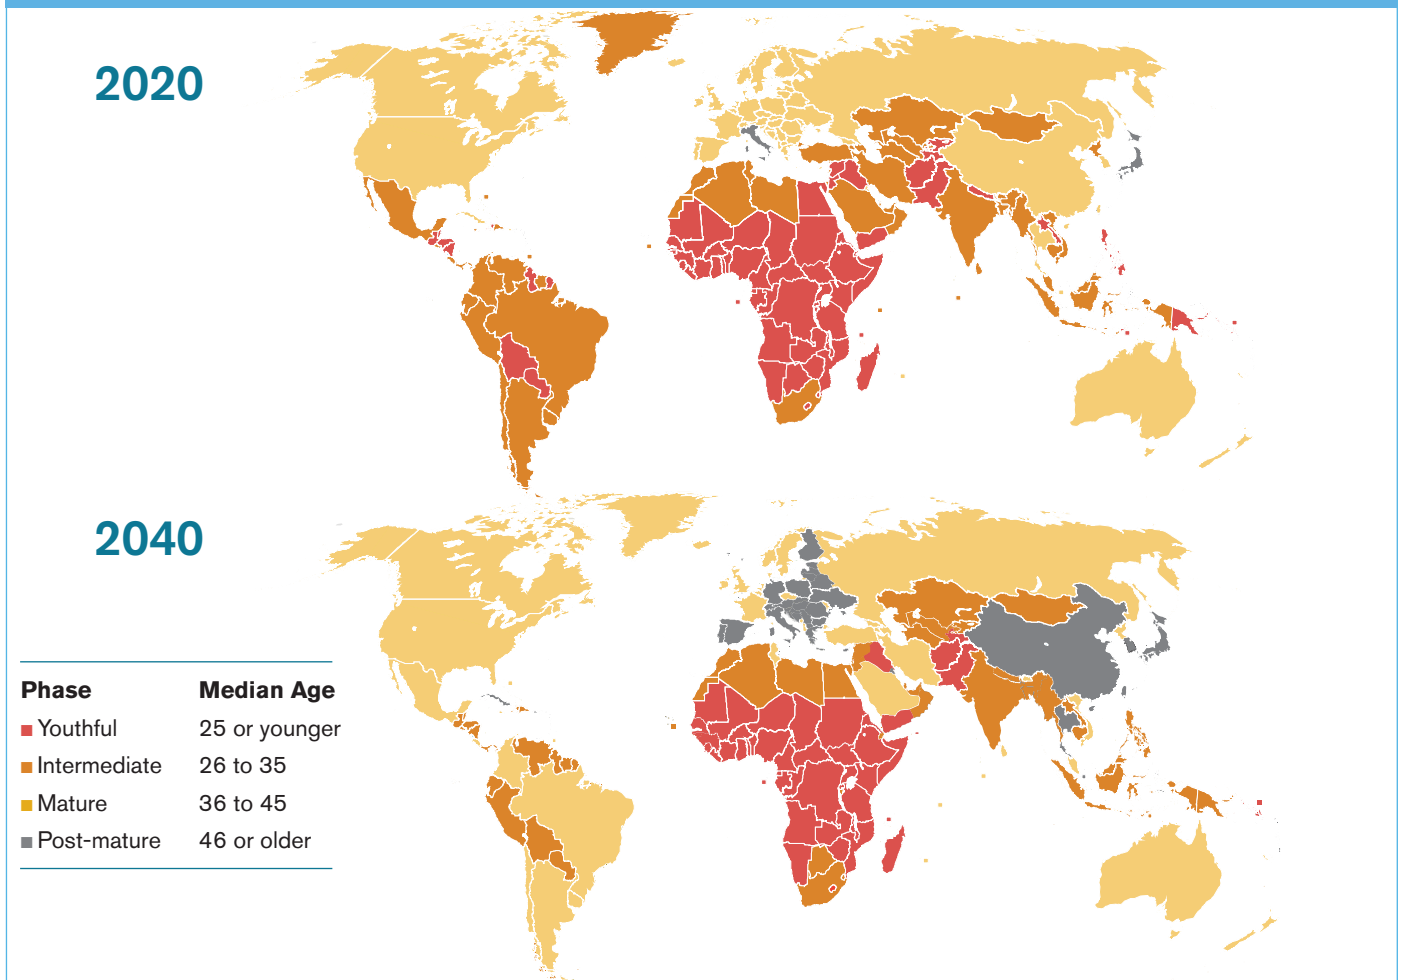 2020
2040
Phase Median Age
Youthful 25 or younger
Intermediate 26 to 35
Mature 36 to 45
Post-mature 46 or older